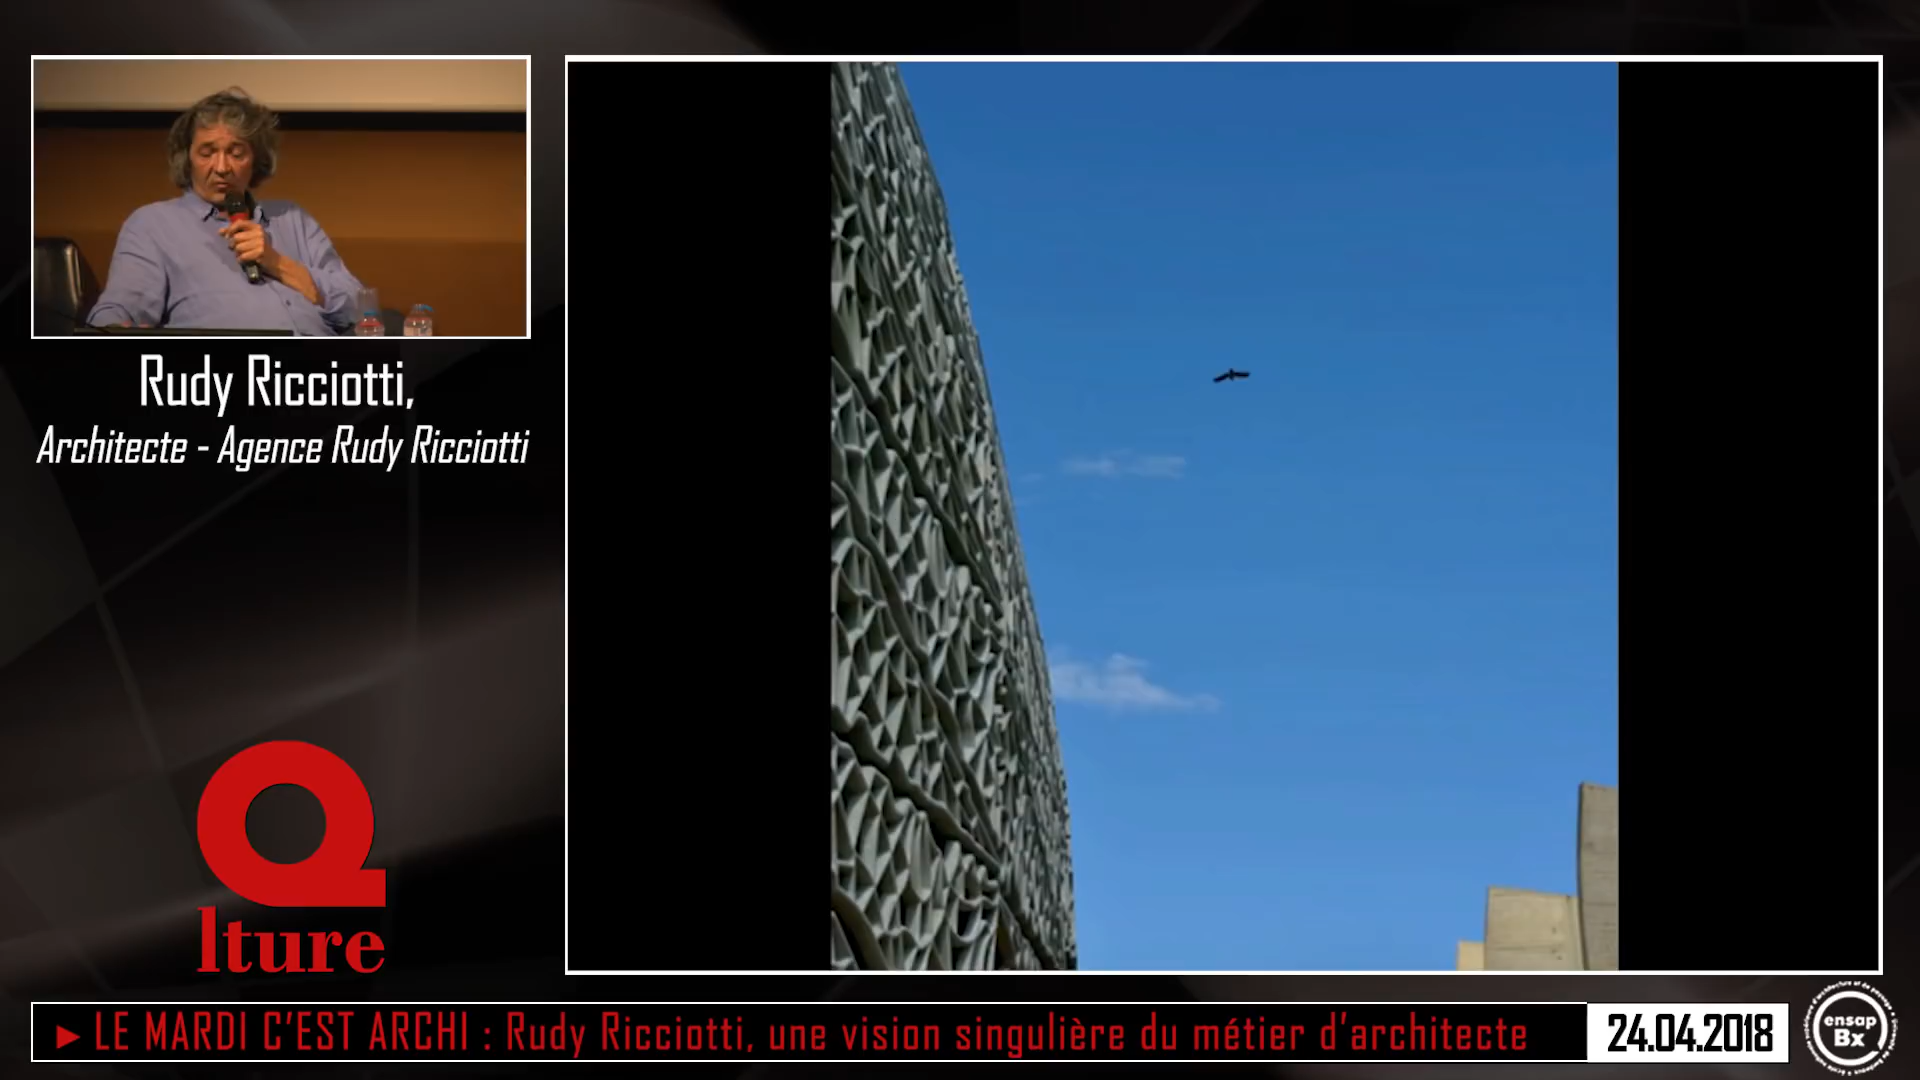 Rudy Ricciotti,
Architecte - Agence Rudy Ricciotti
Qlture
► LE MARDI C'EST ARCHI : Rudy Ricciotti, une vision singulière du métier d'architecte
24.04.2018
ensap
Bx